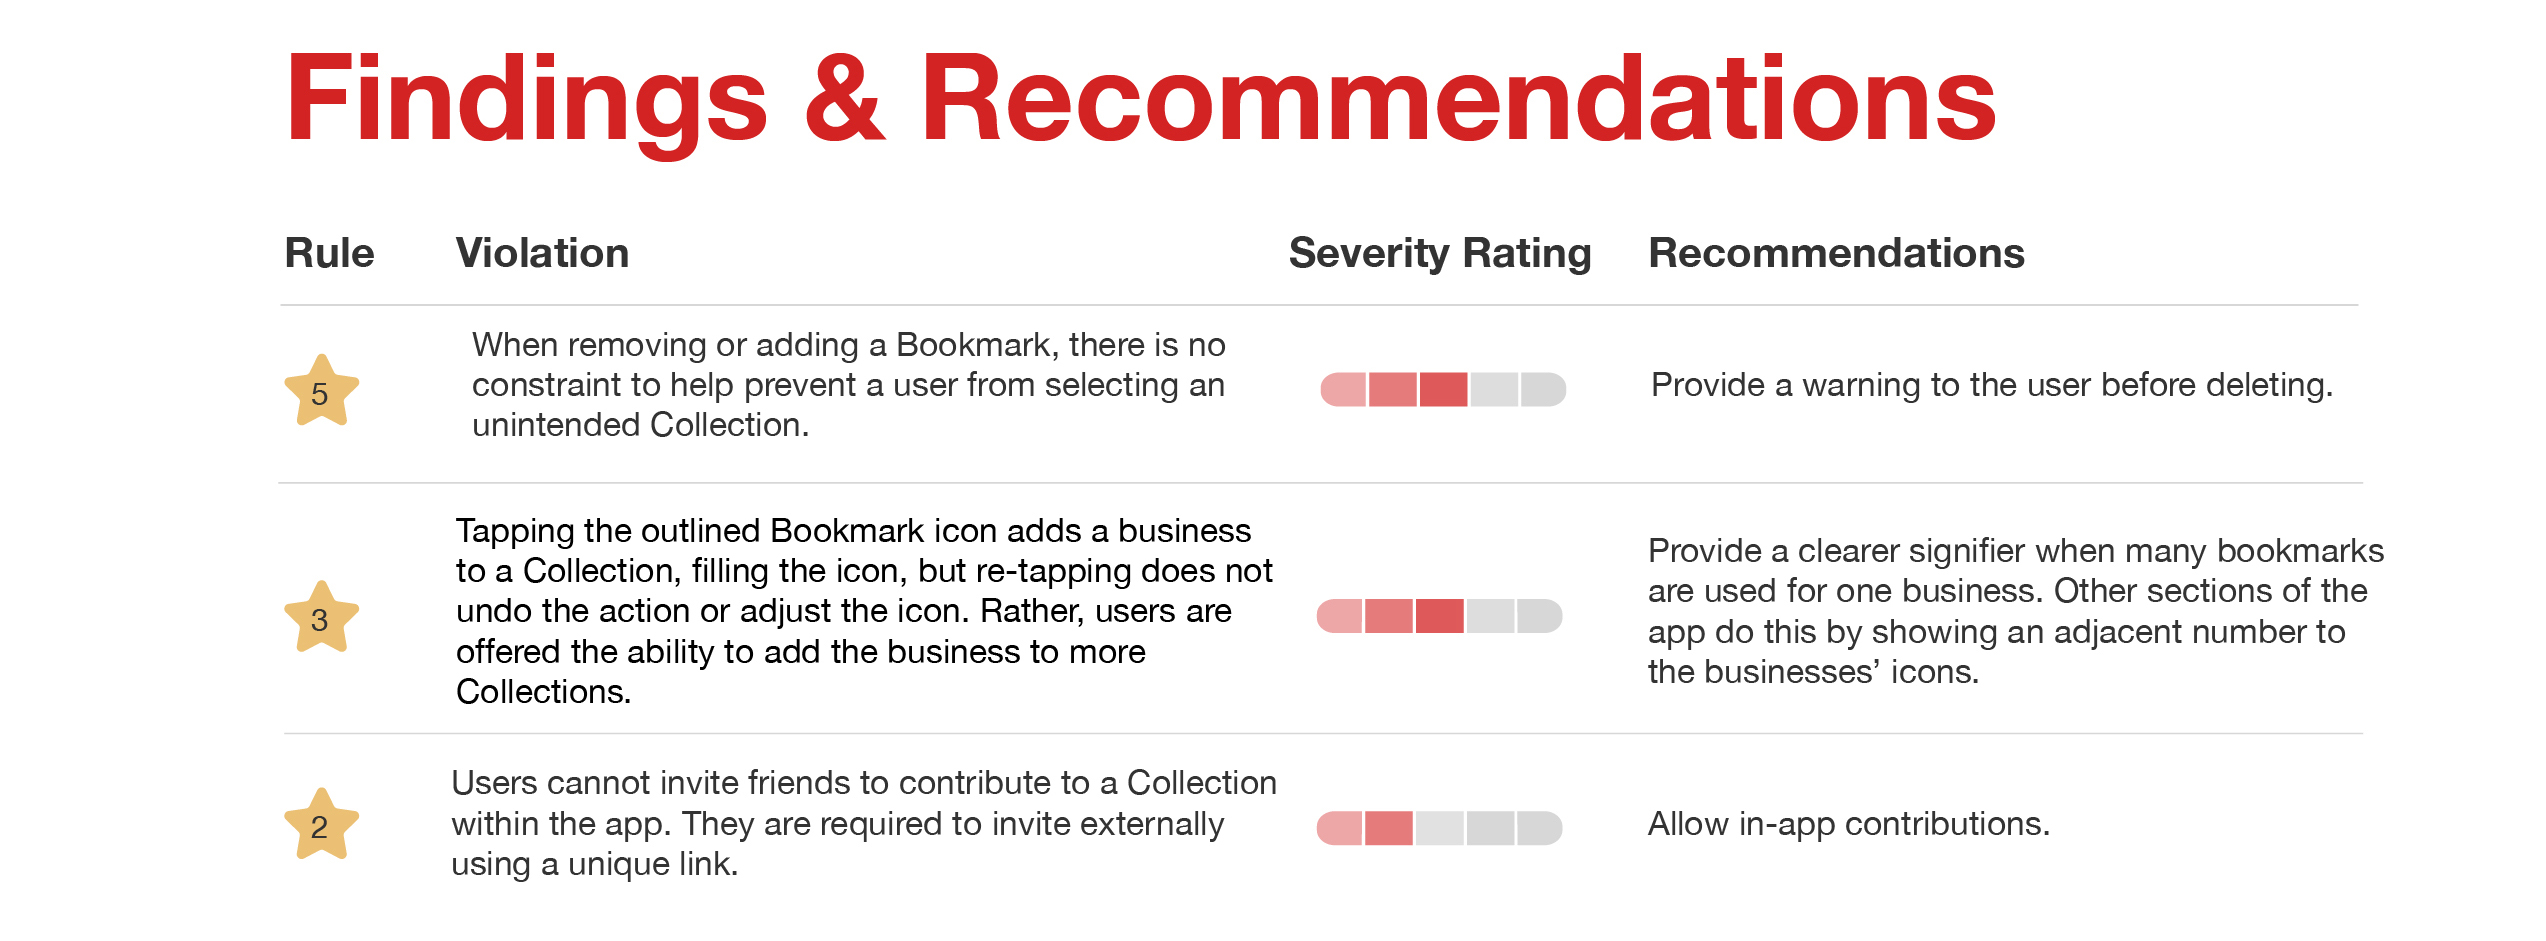 Findings & Recommendations
Rule Violation Severity Rating Recommendations
When removing or adding a Bookmark, there is no
constraint to help prevent a user from selecting an
unintended Collection.
5
Provide a warning to the user before deleting.
Tapping the outlined Bookmark icon adds a business
to a Collection, filling the icon, but re-tapping does not
undo the action or adjust the icon. Rather, users are
offered the ability to add the business to more
Collections.
3
Provide a clearer signifier when many bookmarks
are used for one business. Other sections of the
app do this by showing an adjacent number to
the businesses’ icons.
Users cannot invite friends to contribute to a Collection
within the app. They are required to invite externally
using a unique link.
2
Allow in-app contributions.